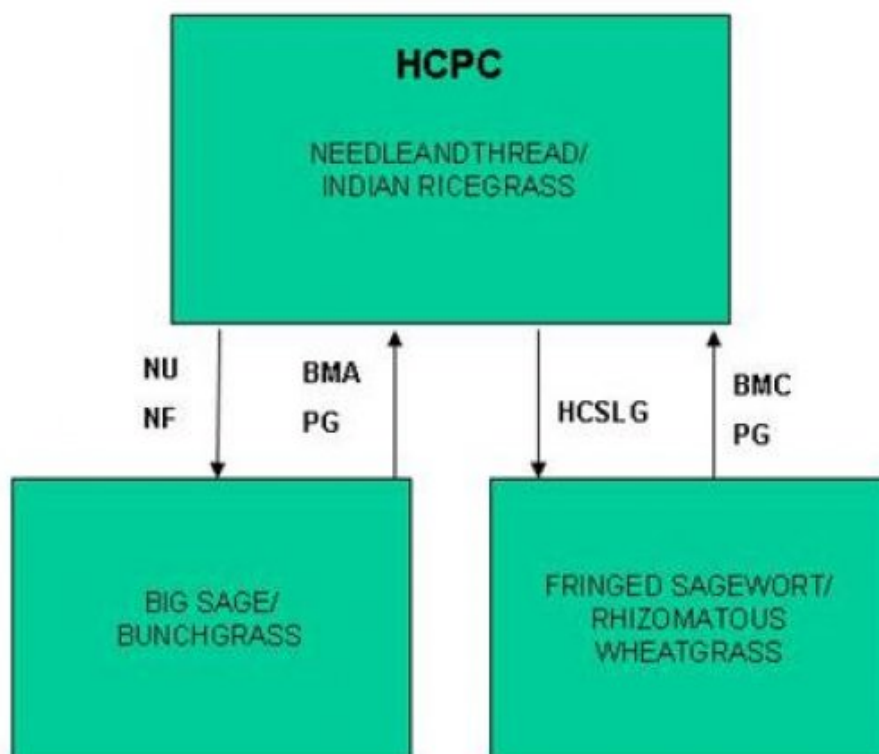 HCPC
NEEDLEANDTHREAD/
INDIAN RICEGRASS
NU
NF
BMA
PG
HCSLG
BMC
PG
BIG SAGE/
BUNCHGRASS
FRINGED SAGEWORT/
RHIZOMATOUS
WHEATGRASS